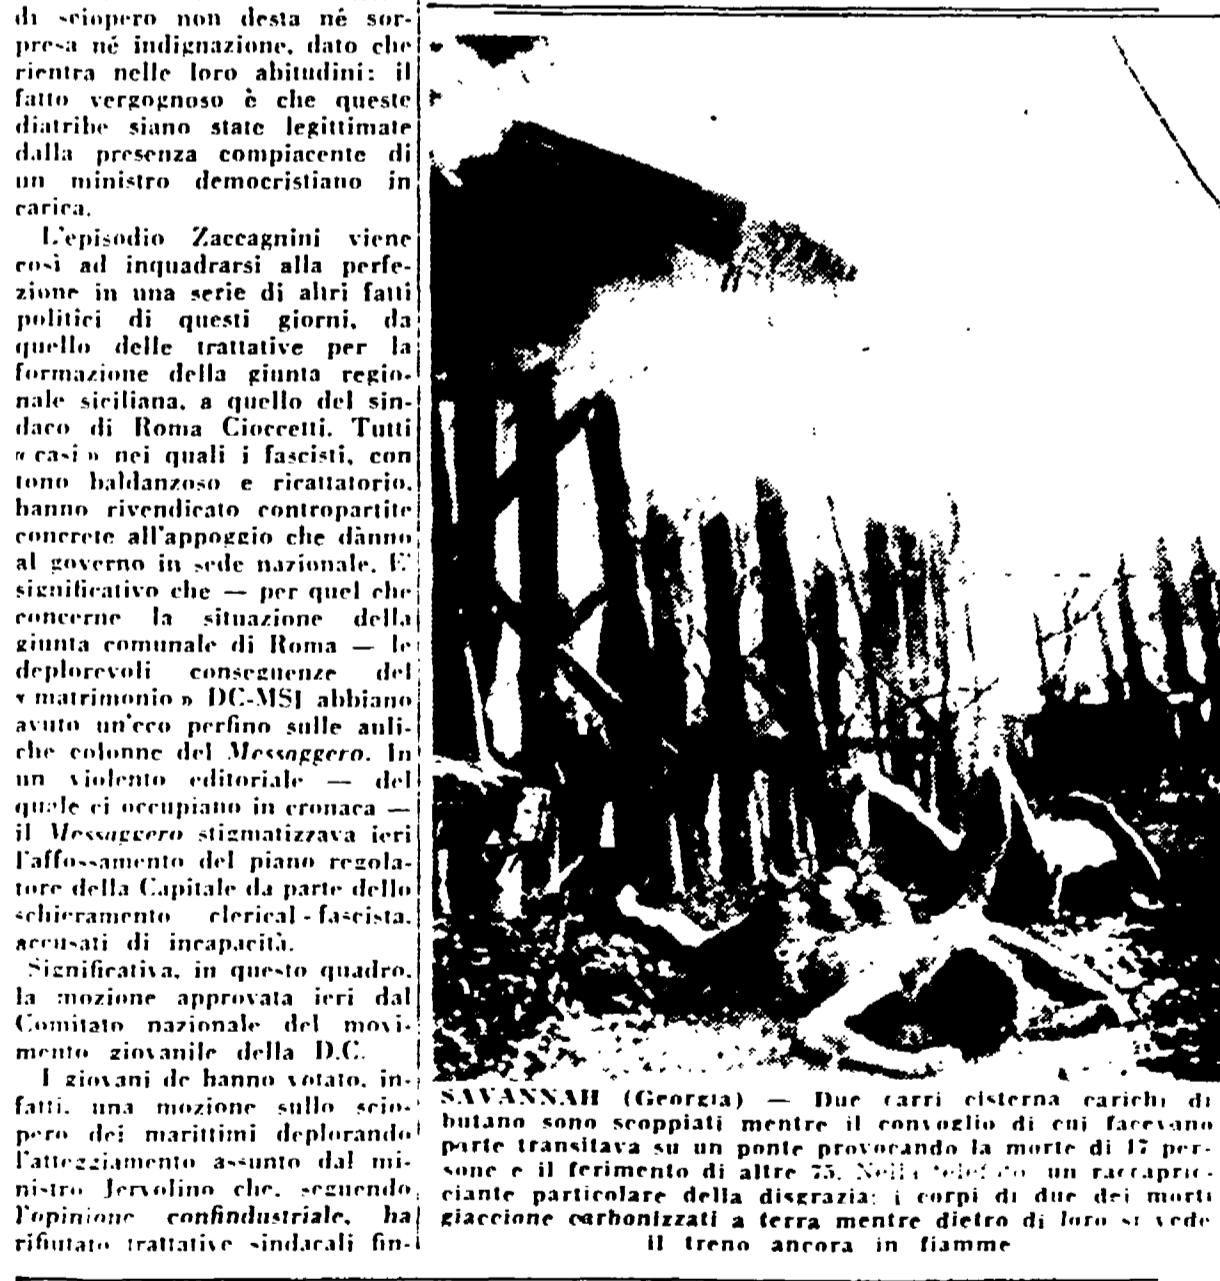 di sciopero non desta né sor-
presa né indignazione, dato che
rientra nelle loro abitudini: il
fatto vergognoso è che queste
diatribe siano state legittimate
dalla presenza compiacente di
un ministro democristiano in
carica.
L'episodio Zaccagnini viene
così ad inquadrarsi alla perfe-
zione in una serie di altri fatti
politici di questi giorni, da
quello delle trattative per la
formazione della giunta regio-
nale siciliana, a quello del sin-
daco di Roma Cioccetti. Tutti
« casi » nei quali i fascisti, con
tono baldanzoso e ricattatorio,
hanno rivendicato contropartite
concrete all'appoggio che dànno
al governo in sede nazionale. E'
significativo che — per quel che
concerne la situazione della
giunta comunale di Roma — le
deplorevoli conseguenze del
« matrimonio » DC-MSI abbiano
avuto un'eco perfino sulle auli-
che colonne del Messaggero. In
un violento editoriale — del
quale ci occupiano in cronaca —
il Messaggero stigmatizzava ieri
l'affossamento del piano regola-
tore della Capitale da parte dello
schieramento clerical-fascista,
accusati di incapacità.
Significativa, in questo quadro,
la mozione approvata ieri dal
Comitato nazionale del movi-
mento giovanile della D.C.
I giovani dc hanno votato, in-
fatti, una mozione sullo scio-
pero dei marittimi deplorando
l'atteggiamento assunto dal mi-
nistro Jervolino che, seguendo
l'opinione confindustriale, ha
rifiutato trattative sindacali fin-
SAVANNAH (Georgia) — Due carri cisterna carichi di
butano sono scoppiati mentre il convoglio di cui facevano
parte transitava su un ponte provocando la morte di 17 per-
sone e il ferimento di altre 75. Nella telefoto un raccapric-
ciante particolare della disgrazia: i corpi di due dei morti
giaccione carbonizzati a terra mentre dietro di loro si vede
il treno ancora in fiamme